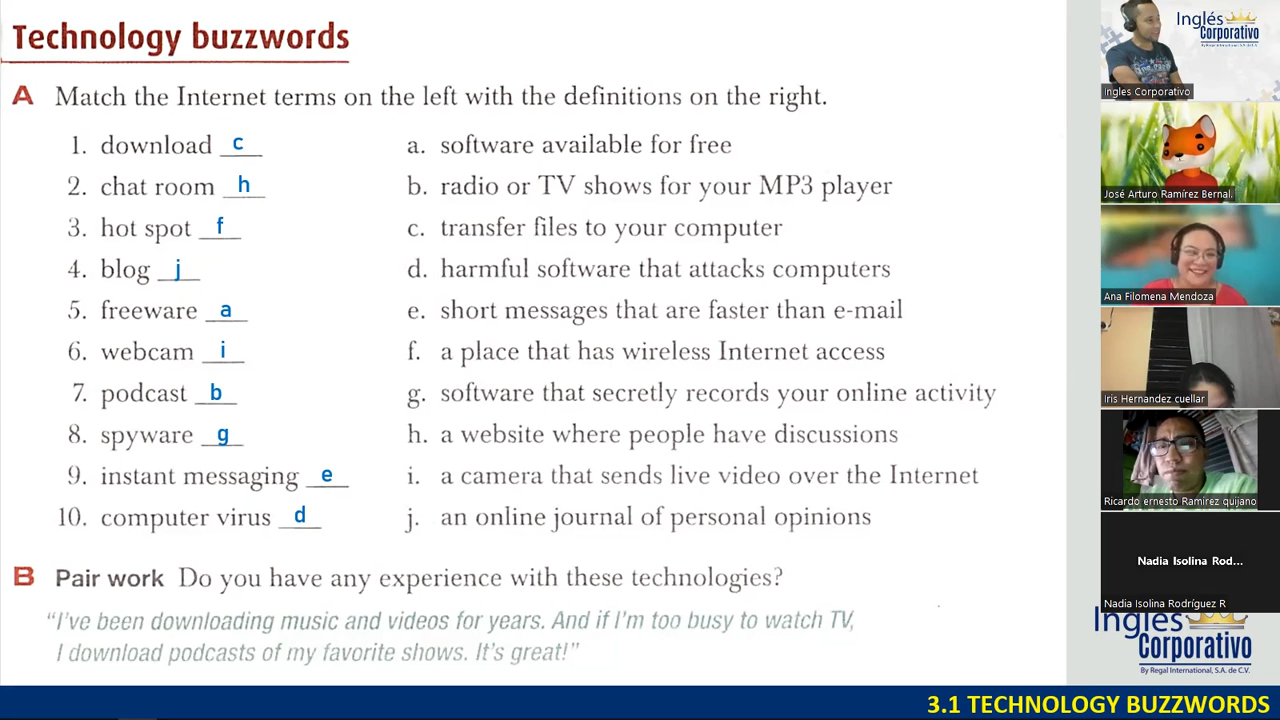 Technology buzzwords
A Match the Internet terms on the left with the definitions on the right.
1. download c
2. chat room h
3. hot spot f
4. blog j
5. freeware a
6. webcam i
7. podcast b
8. spyware g
9. instant messaging e
10. computer virus d
a. software available for free
b. radio or TV shows for your MP3 player
c. transfer files to your computer
d. harmful software that attacks computers
e. short messages that are faster than e-mail
f. a place that has wireless Internet access
g. software that secretly records your online activity
h. a website where people have discussions
i. a camera that sends live video over the Internet
j. an online journal of personal opinions
B Pair work Do you have any experience with these technologies?
"I've been downloading music and videos for years. And if I'm too busy to watch TV,
I download podcasts of my favorite shows. It's great!"
Inglés
Corporativo
By Regal International, S.A. de C.V.
Ingles Corporativo
José Arturo Ramírez Bernal.
Ana Filomena Mendoza
Iris Hernandez cuellar
Ricardo ernesto Ramirez quijano
Nadia Isolina Rod...
Nadia Isolina Rodríguez R
Inglés
Corporativo
By Regal International, S.A. de C.V.
3.1 TECHNOLOGY BUZZWORDS